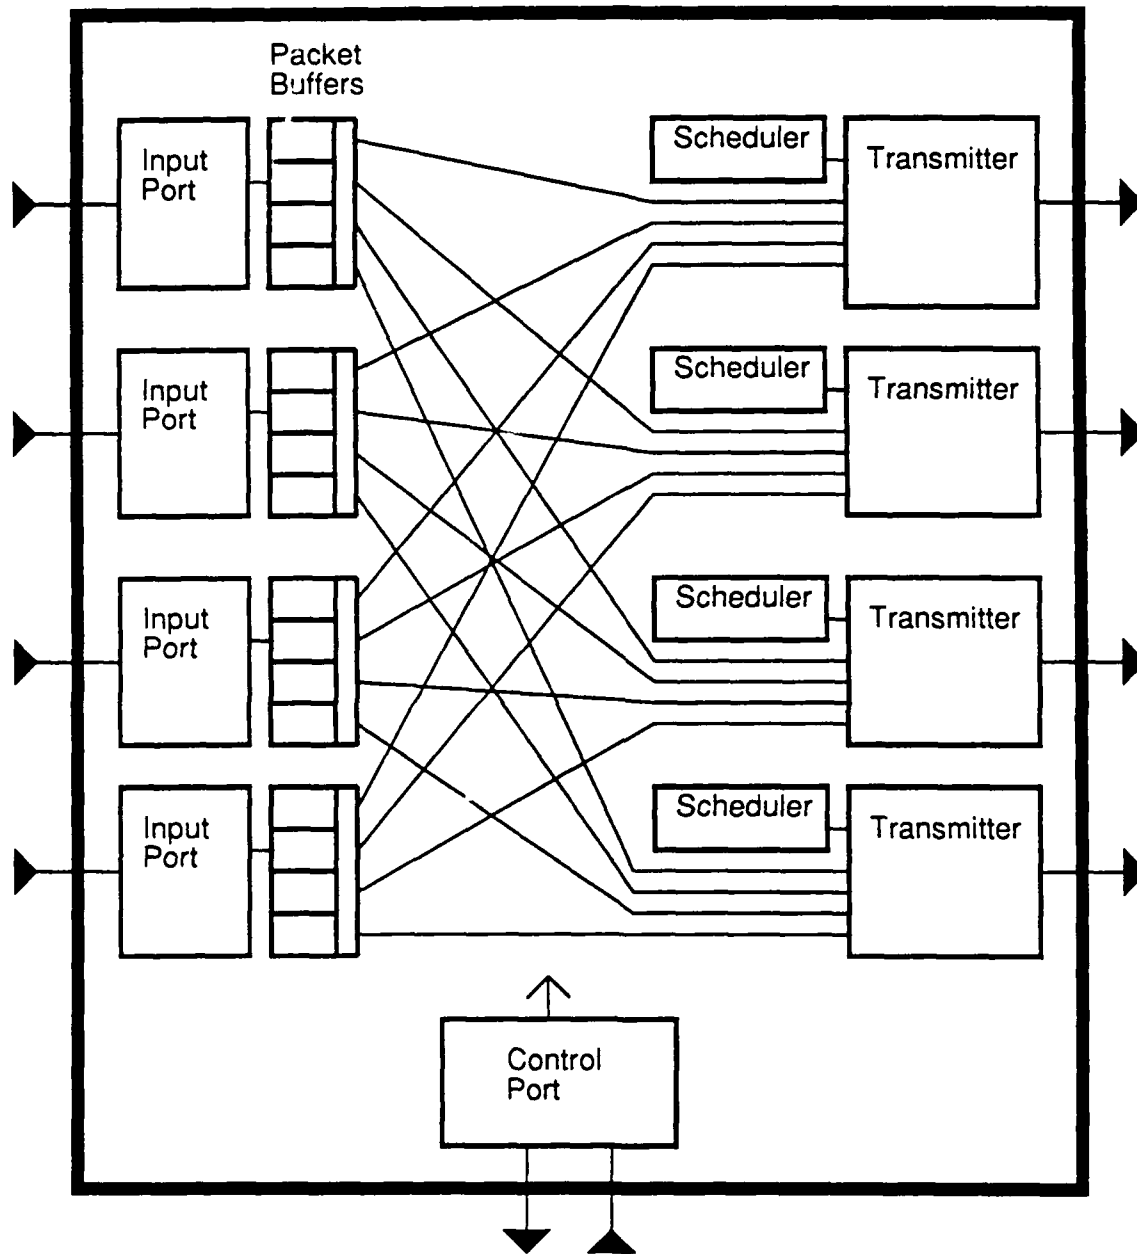 Packet
Buffers
Input
Port
Scheduler
Transmitter
Input
Port
Scheduler
Transmitter
Input
Port
Scheduler
Transmitter
Input
Port
Scheduler
Transmitter
Control
Port